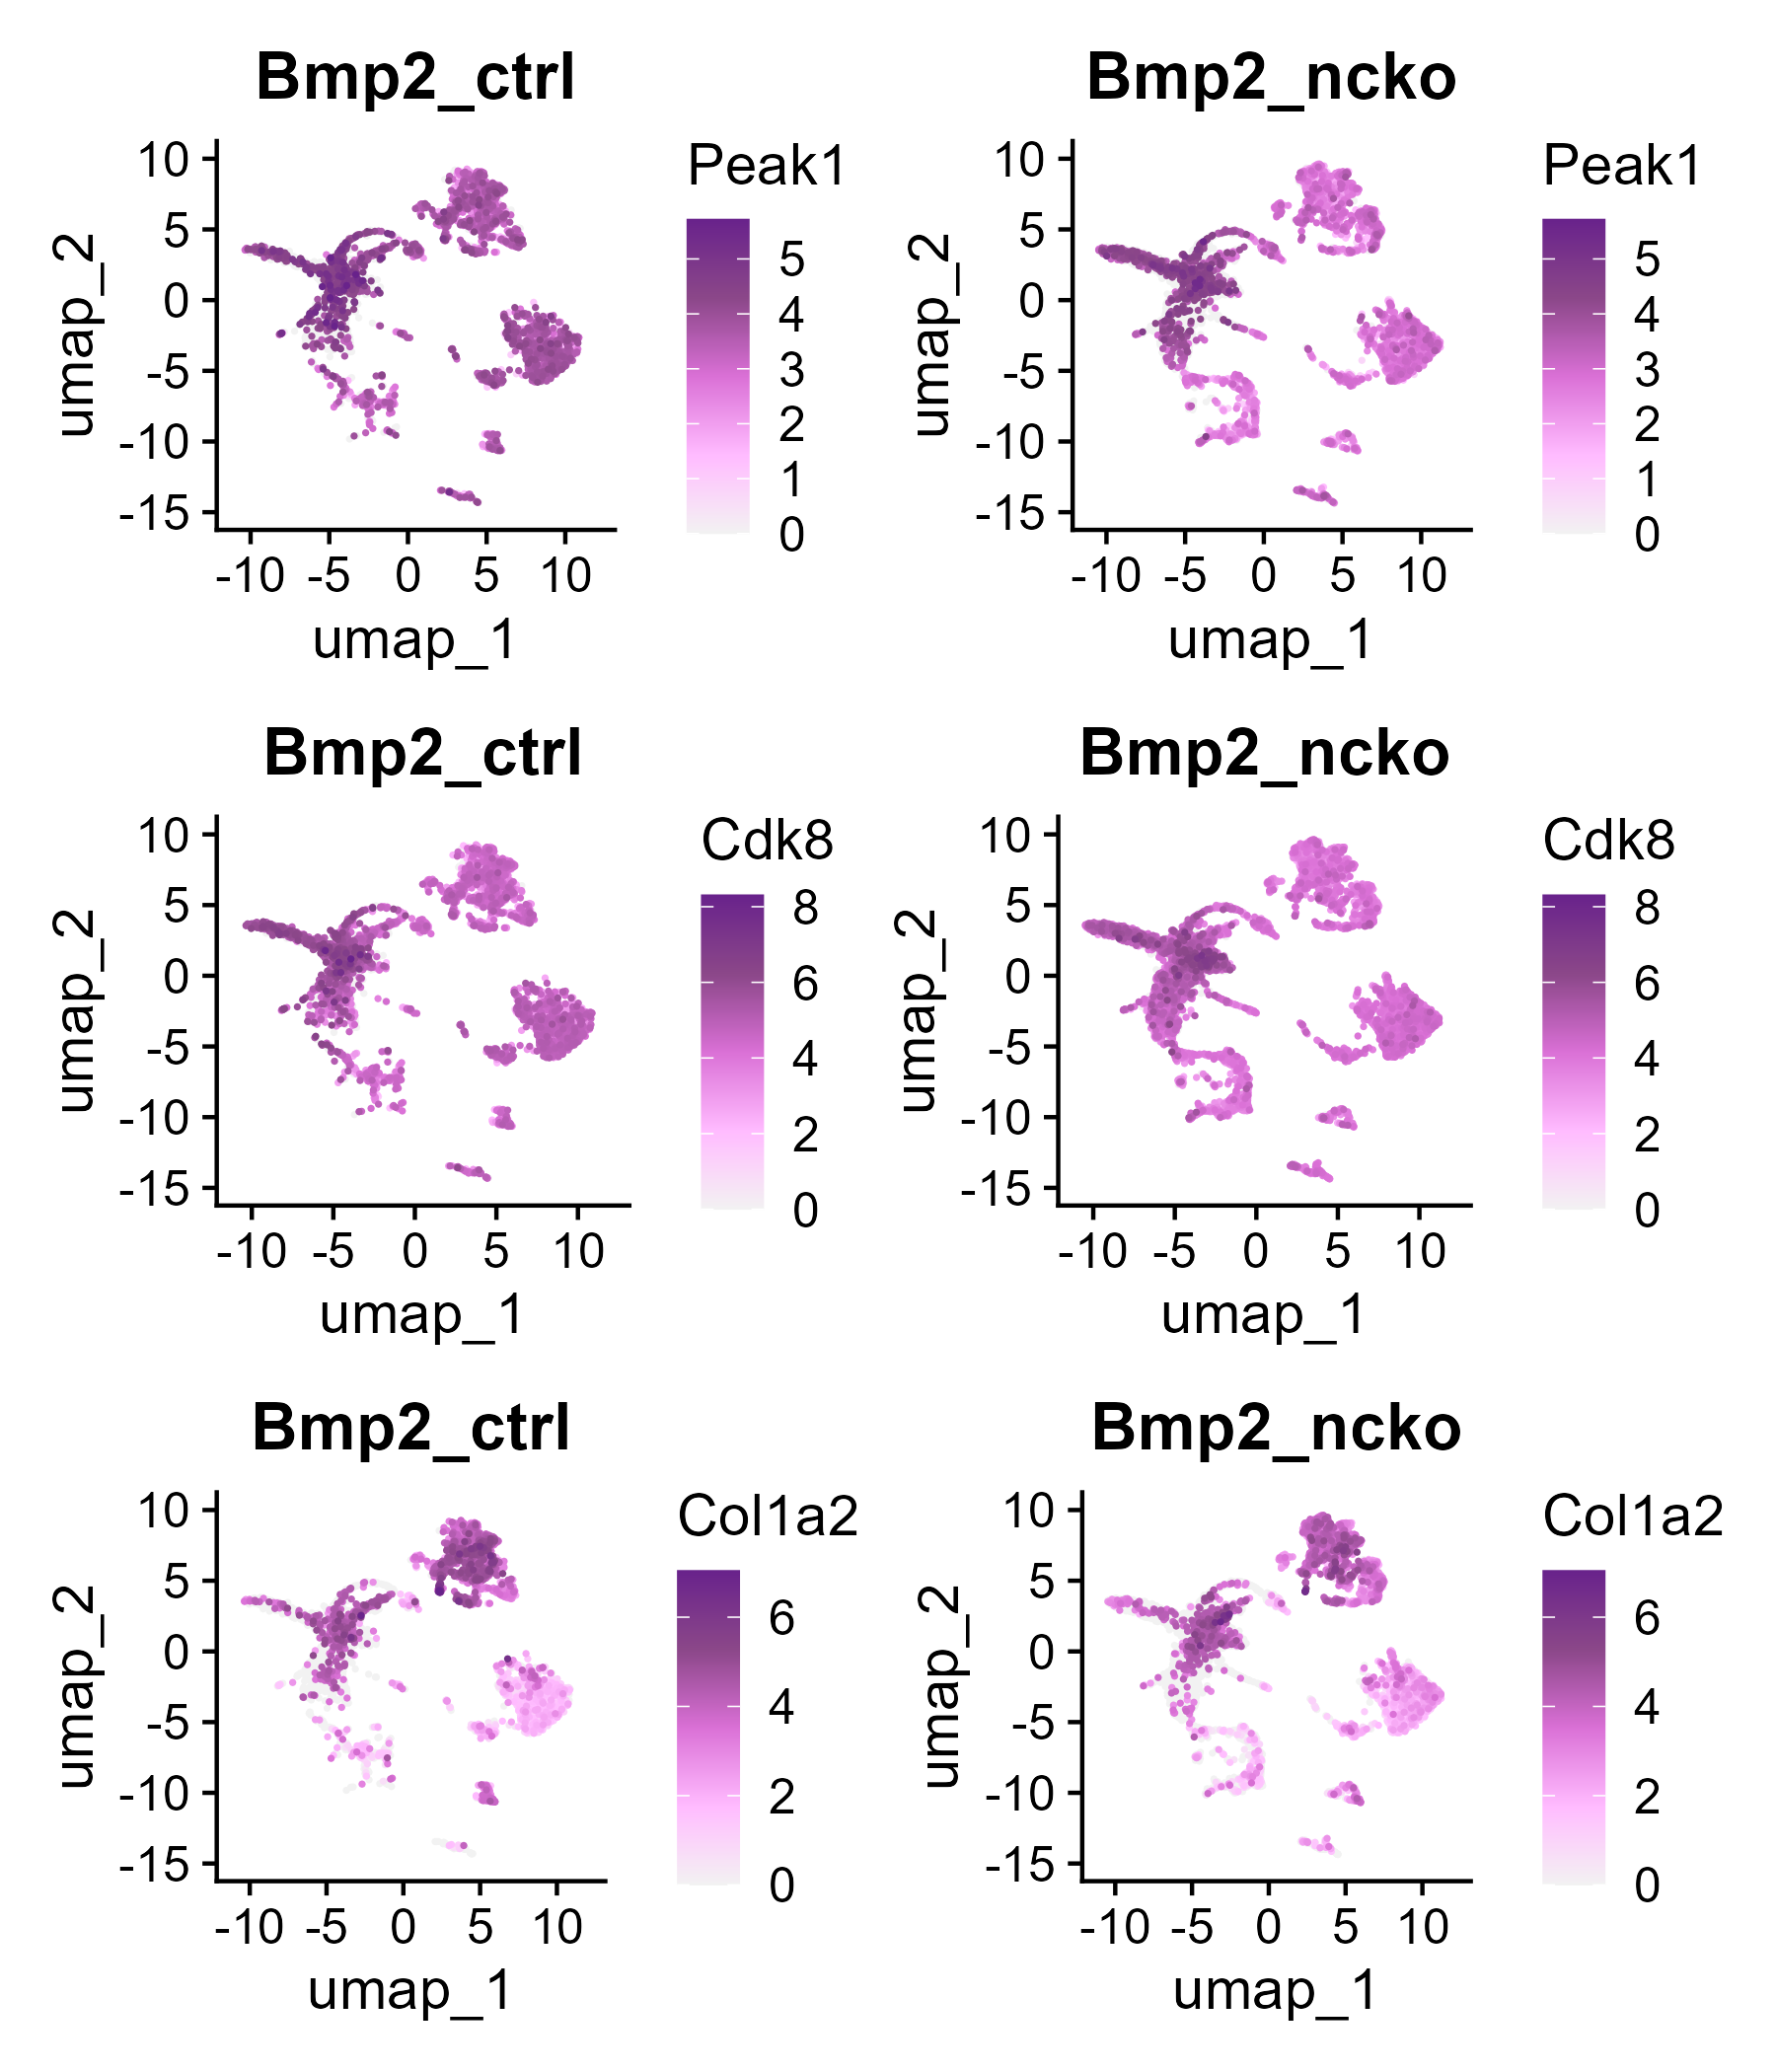 Bmp2_ctrl Bmp2_ncko
Peak1 Peak1
10 10
5 5
0 0
-5 -5
-10 -10
-15 -15
umap_2 umap_2
5 5
4 4
3 3
2 2
1 1
0 0
-10 -5 0 5 10 -10 -5 0 5 10
umap_1 umap_1
Bmp2_ctrl Bmp2_ncko
Cdk8 Cdk8
10 10
5 5
0 0
-5 -5
-10 -10
-15 -15
umap_2 umap_2
8 8
6 6
4 4
2 2
0 0
-10 -5 0 5 10 -10 -5 0 5 10
umap_1 umap_1
Bmp2_ctrl Bmp2_ncko
Col1a2 Col1a2
10 10
5 5
0 0
-5 -5
-10 -10
-15 -15
umap_2 umap_2
6 6
4 4
2 2
0 0
-10 -5 0 5 10 -10 -5 0 5 10
umap_1 umap_1